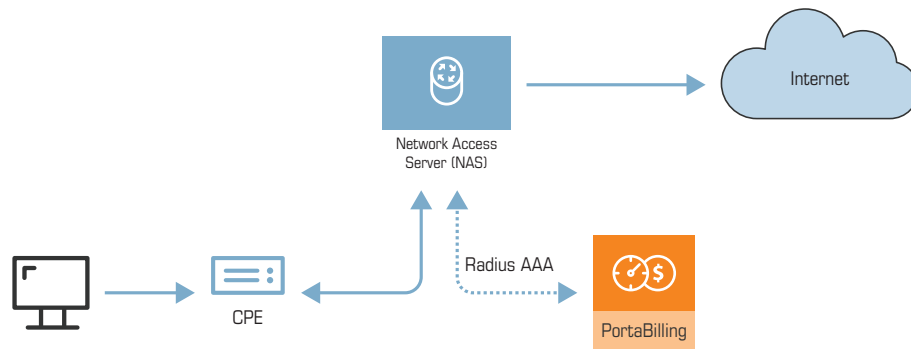 Internet
Network Access
Server (NAS)
Radius AAA
CPE
PortaBilling